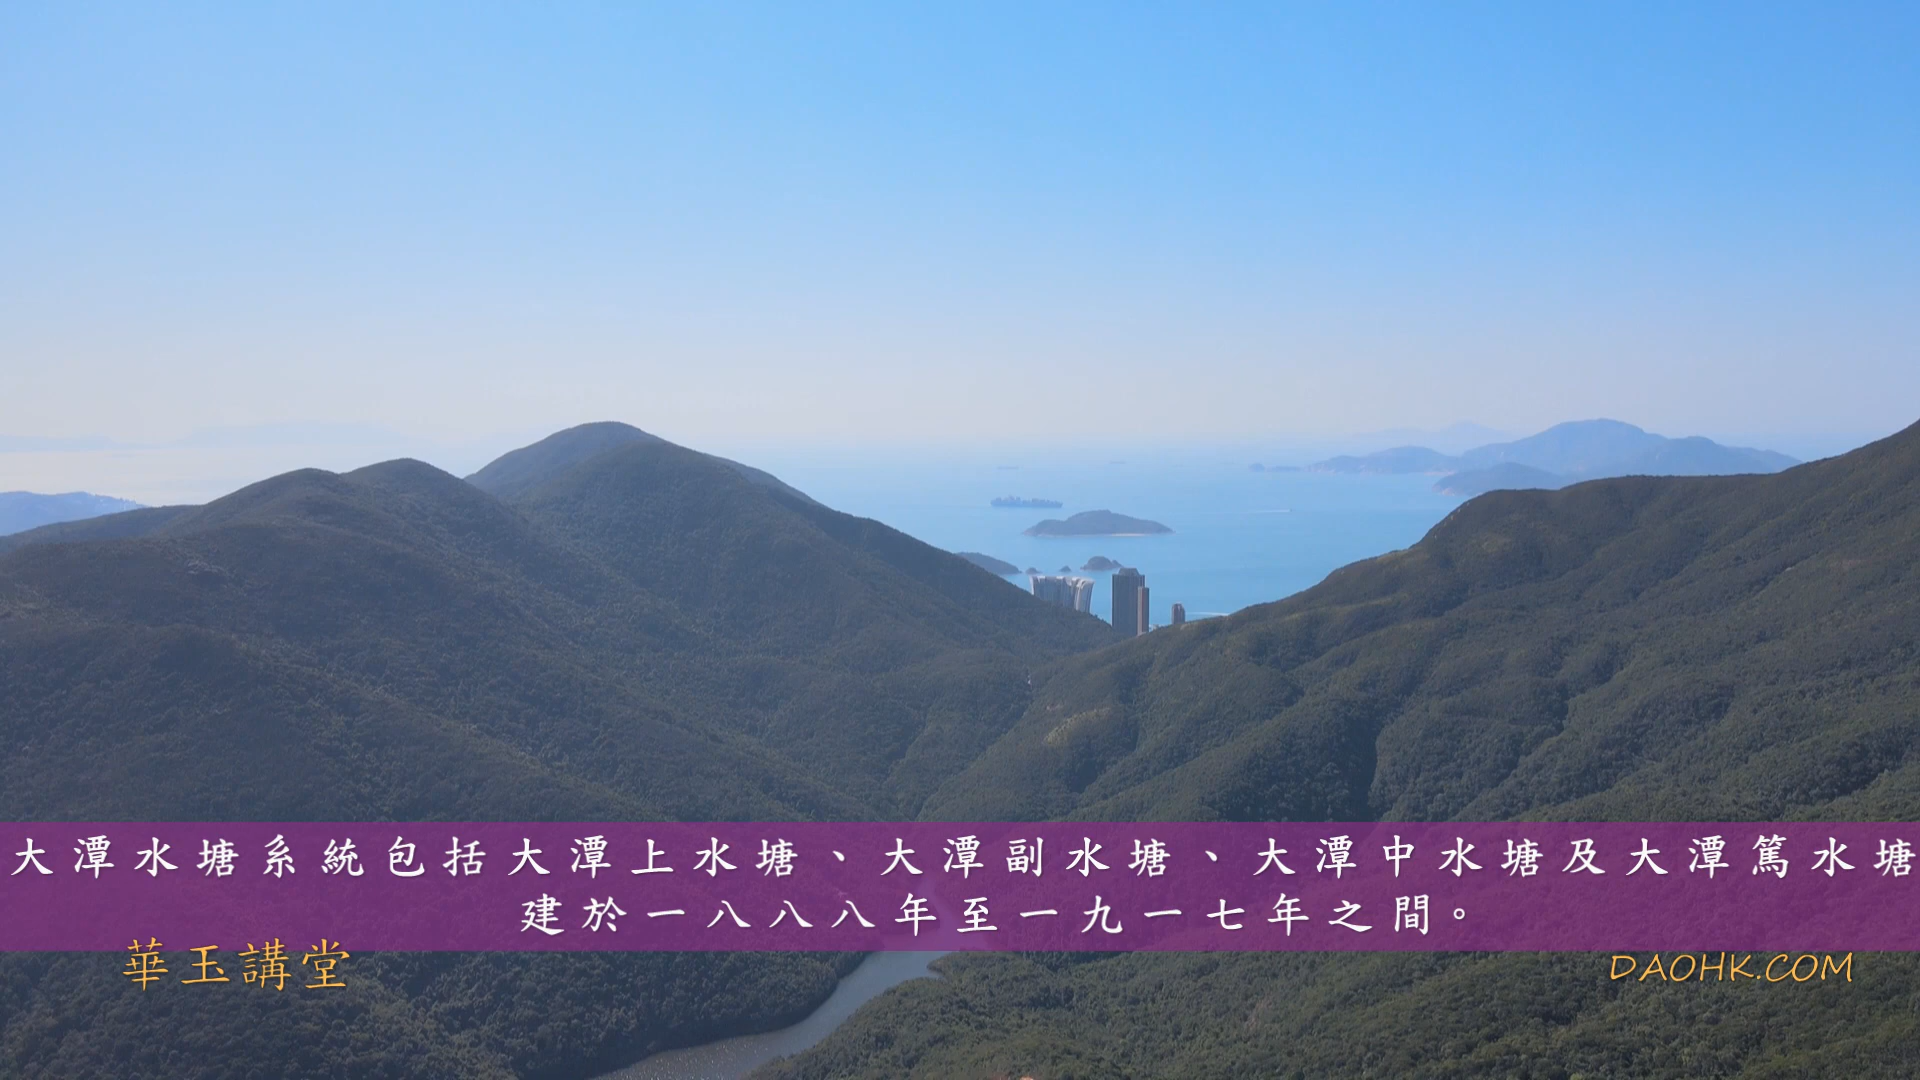 大潭水塘系統包括大潭上水塘、大潭副水塘、大潭中水塘及大潭篤水塘
建於一八八八年至一九一七年之間。
華玉講堂
DAOHK.COM